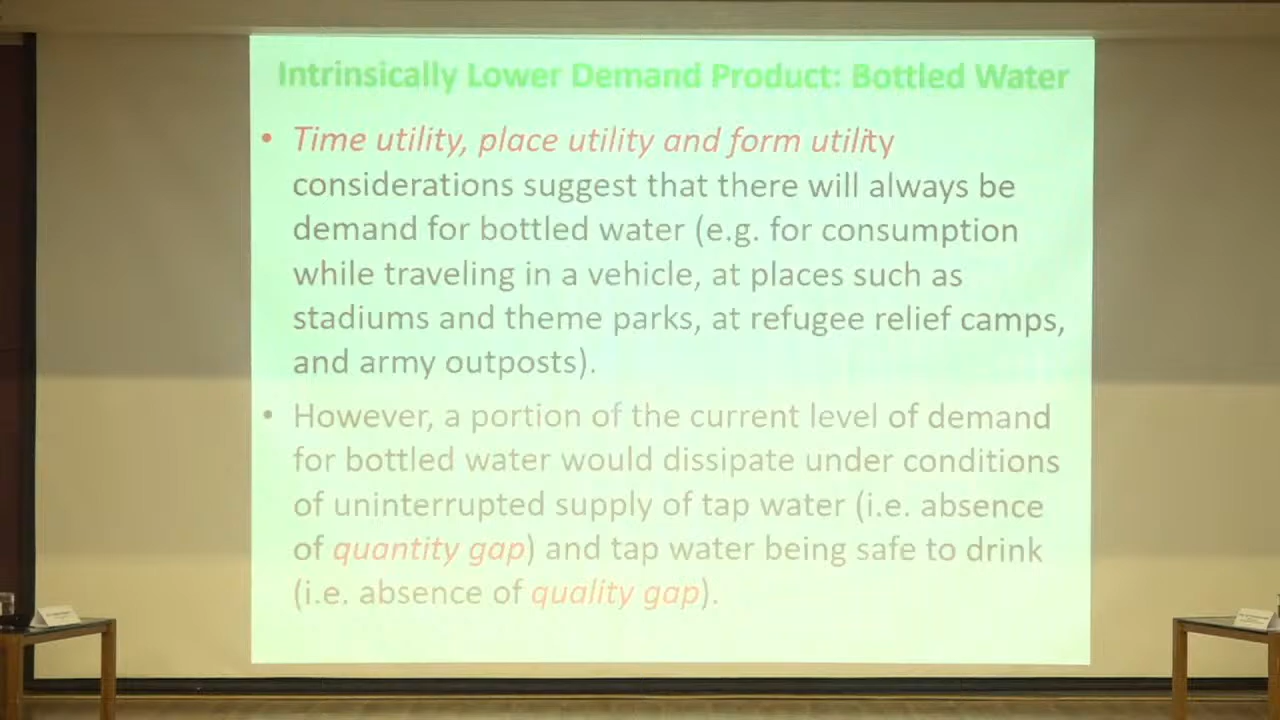 Intrinsically Lower Demand Product: Bottled Water
• Time utility, place utility and form utility
considerations suggest that there will always be
demand for bottled water (e.g. for consumption
while traveling in a vehicle, at places such as
stadiums and theme parks, at refugee relief camps,
and army outposts).
• However, a portion of the current level of demand
for bottled water would dissipate under conditions
of uninterrupted supply of tap water (i.e. absence
of quantity gap) and tap water being safe to drink
(i.e. absence of quality gap).